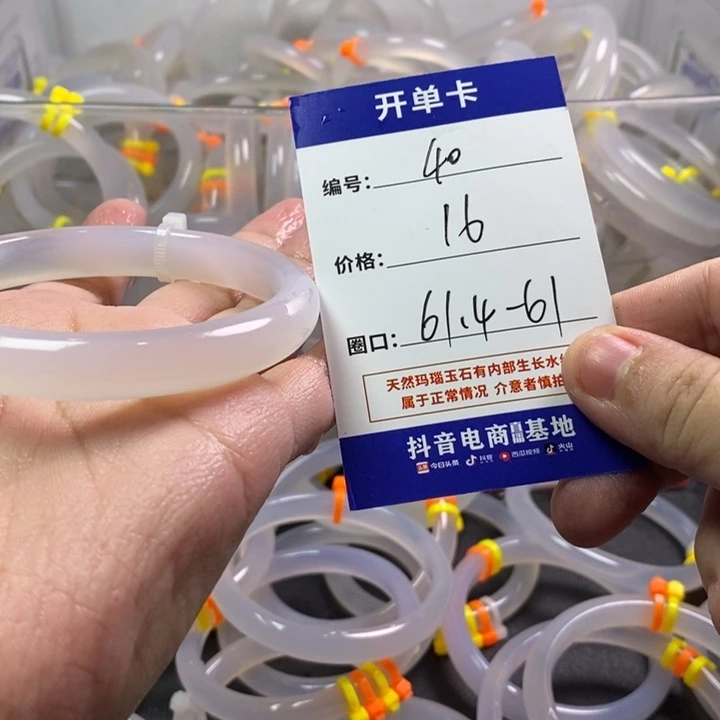 开单卡
编号: 40
价格: 16
圈口: 61.4-61
天然玛瑙玉石有内部生长水
属于正常情况 介意者慎拍
抖音电商直播基地
今日头条 抖音 西瓜视频 火山